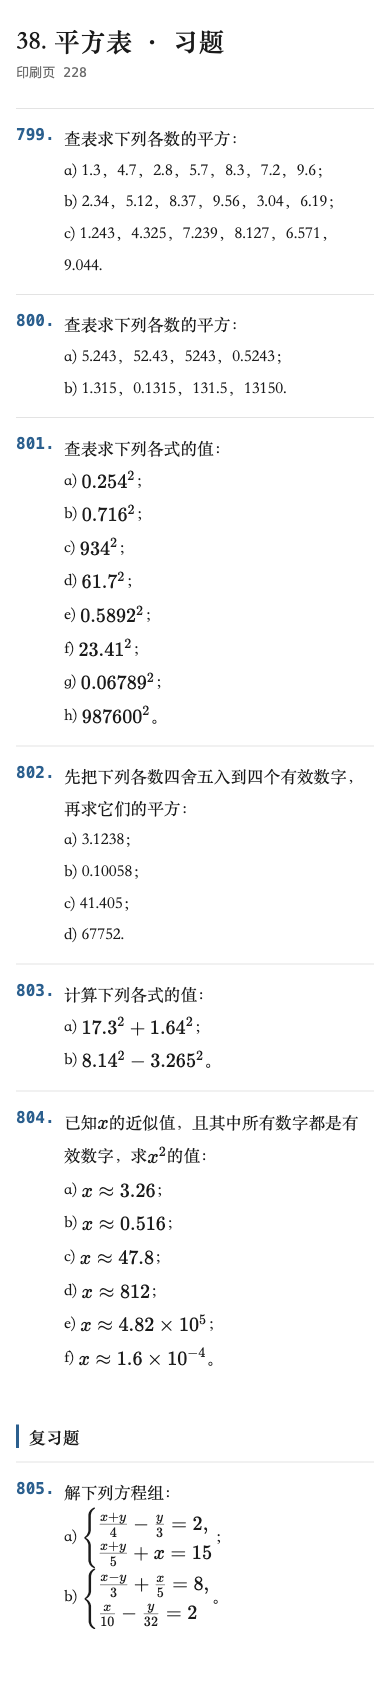 38. 平方表 · 习题
印刷页 228
799. 查表求下列各数的平方：
a) 1.3，4.7，2.8，5.7，8.3，7.2，9.6；
b) 2.34，5.12，8.37，9.56，3.04，6.19；
c) 1.243，4.325，7.239，8.127，6.571，
9.044.
800. 查表求下列各数的平方：
a) 5.243，52.43，5243，0.5243；
b) 1.315，0.1315，131.5，13150.
801. 查表求下列各式的值：
a) 0.254²；
b) 0.716²；
c) 934²；
d) 61.7²；
e) 0.5892²；
f) 23.41²；
g) 0.06789²；
h) 987600²。
802. 先把下列各数四舍五入到四个有效数字，
再求它们的平方：
a) 3.1238；
b) 0.10058；
c) 41.405；
d) 67752.
803. 计算下列各式的值：
a) 17.3² + 1.64²；
b) 8.14² − 3.265²。
804. 已知x的近似值，且其中所有数字都是有
效数字，求x²的值：
a) x ≈ 3.26；
b) x ≈ 0.516；
c) x ≈ 47.8；
d) x ≈ 812；
e) x ≈ 4.82 × 10⁵；
f) x ≈ 1.6 × 10⁻⁴。
复习题
805. 解下列方程组：
a) { (x+y)/4 − y/3 = 2,
(x+y)/5 + x = 15 ；
b) { (x−y)/3 + x/5 = 8,
x/10 − y/32 = 2 。